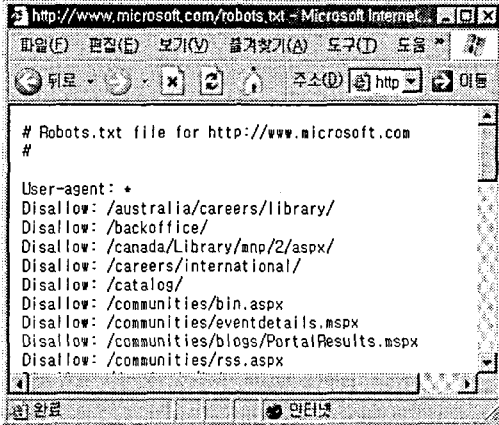 http://www.microsoft.com/robots.txt - Microsoft Internet...
파일(F) 편집(E) 보기(V) 즐겨찾기(A) 도구(T) 도움 »
뒤로 주소(D) http 이동
# Robots.txt file for http://www.microsoft.com
#
User-agent: *
Disallow: /australia/careers/library/
Disallow: /backoffice/
Disallow: /canada/Library/mnp/2/aspx/
Disallow: /careers/international/
Disallow: /catalog/
Disallow: /communities/bin.aspx
Disallow: /communities/eventdetails.mspx
Disallow: /communities/blogs/PortalResults.mspx
Disallow: /communities/rss.aspx
완료 인터넷